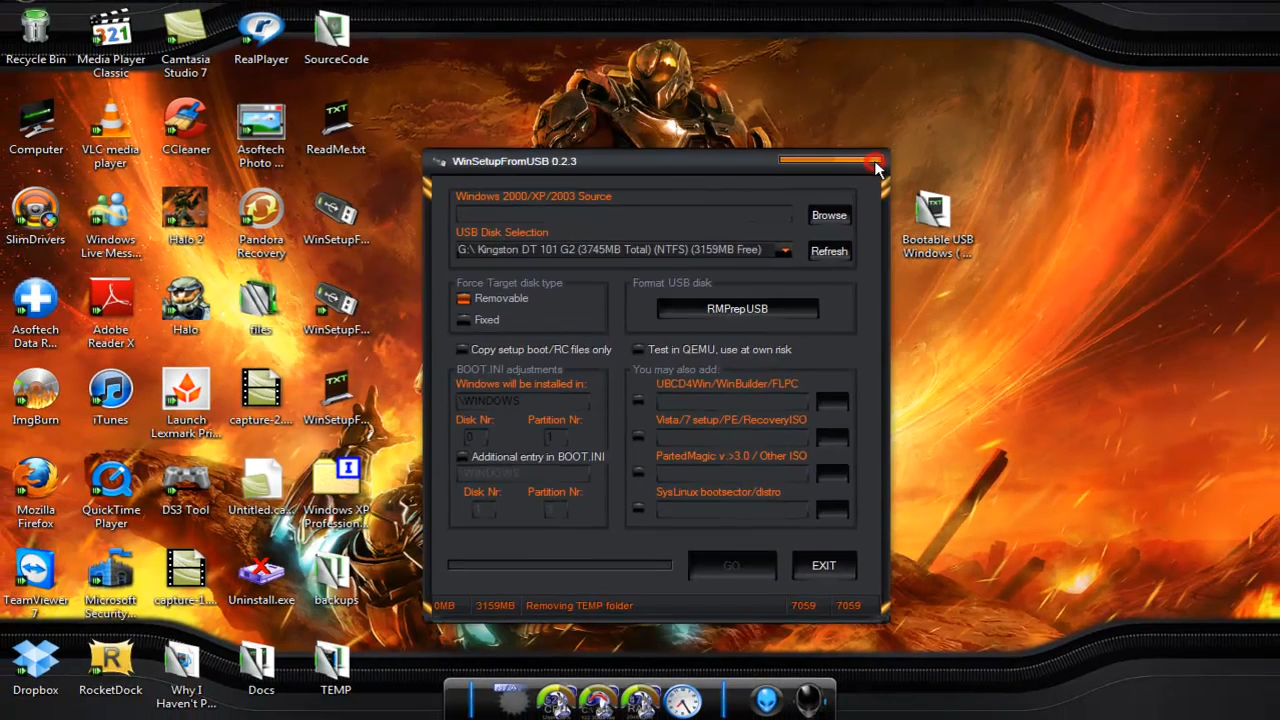 Recycle Bin
Media Player Classic
Camtasia Studio 7
RealPlayer
SourceCode
Computer
VLC media player
CCleaner
Asoftech Photo ...
ReadMe.txt
SlimDrivers
Windows Live Mess...
Halo 2
Pandora Recovery
WinSetupF...
Asoftech Data R...
Adobe Reader X
Halo
files
WinSetupF...
ImgBurn
iTunes
Launch Lexmark Pri...
capture-2....
WinSetupF...
Mozilla Firefox
QuickTime Player
DS3 Tool
Untitled.ca...
Windows XP Profession...
TeamViewer 7
Microsoft Security...
capture-1....
Uninstall.exe
backups
Dropbox
RocketDock
Why I Haven't P...
Docs
TEMP
Bootable USB Windows ( ...
WinSetupFromUSB 0.2.3
Windows 2000/XP/2003 Source
Browse
USB Disk Selection
G:\ Kingston DT 101 G2 (3745MB Total) (NTFS) (3159MB Free)
Refresh
Force Target disk type
Removable
Fixed
Format USB disk
RMPrepUSB
Copy setup boot/RC files only
Test in QEMU, use at own risk
BOOT.INI adjustments
Windows will be installed in:
\WINDOWS
Disk Nr: Partition Nr:
0 1
Additional entry in BOOT.INI
\WINDOWS
Disk Nr: Partition Nr:
You may also add:
UBCD4Win/WinBuilder/FLPC
Vista/7 setup/PE/RecoveryISO
PartedMagic v >3.0 / Other ISO
SysLinux bootsector/distro
GO
EXIT
0MB 3159MB Removing TEMP folder 7059 7059